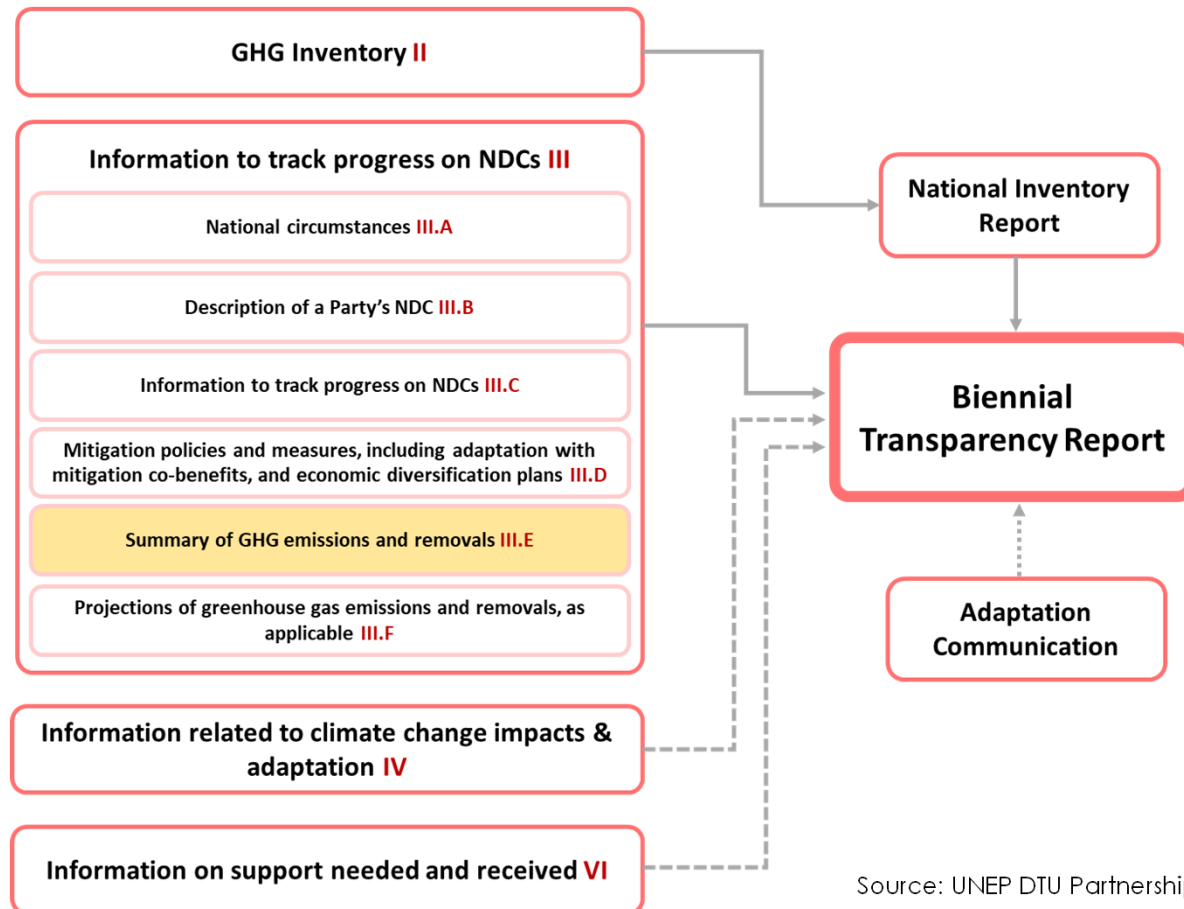 GHG Inventory II
Information to track progress on NDCs III
National circumstances III.A
Description of a Party's NDC III.B
Information to track progress on NDCs III.C
Mitigation policies and measures, including adaptation with
mitigation co-benefits, and economic diversification plans III.D
Summary of GHG emissions and removals III.E
Projections of greenhouse gas emissions and removals, as
applicable III.F
Information related to climate change impacts &
adaptation IV
Information on support needed and received VI
National Inventory
Report
Biennial
Transparency Report
Adaptation
Communication
Source: UNEP DTU Partnership